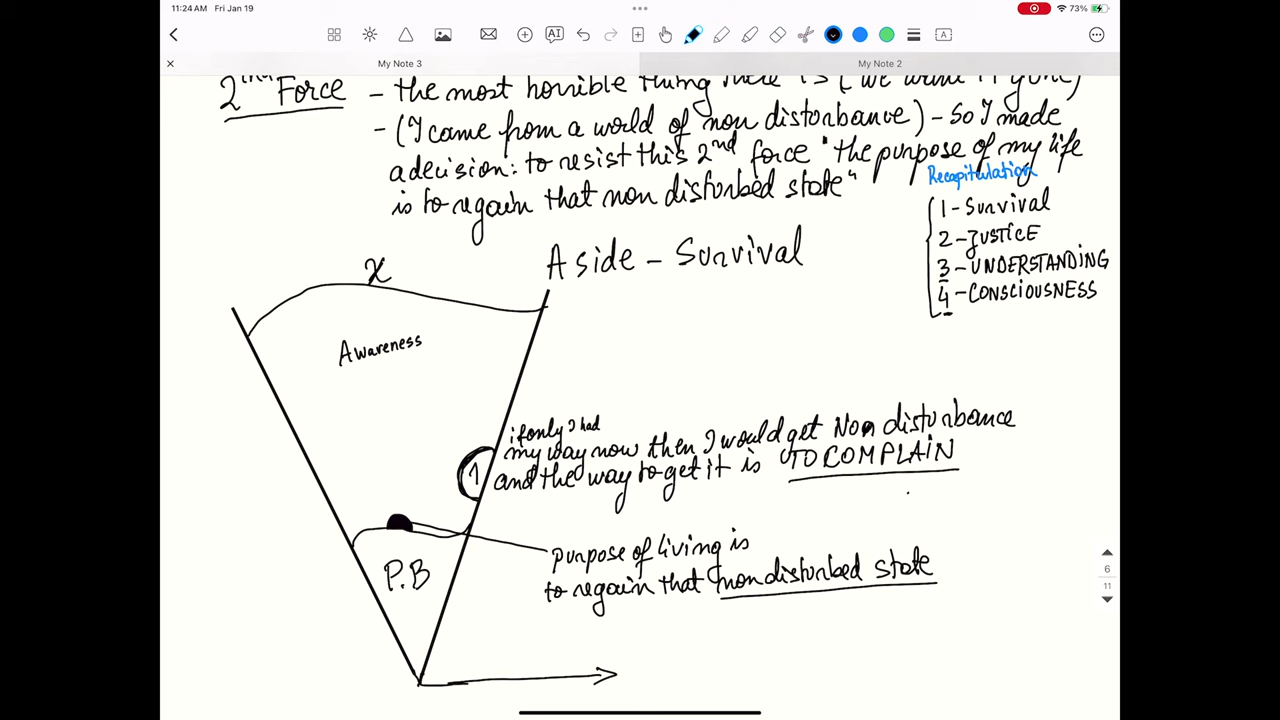 11:24 AM Fri Jan 19
73%
AI
A
My Note 3
My Note 2
Force - the most horrible thing there is (we want it gone)
- (I came from a world of non disturbance) - So I made
a decision: to resist this 2nd force "the purpose of my life
is to regain that non disturbed state"
Recapitulation
1 - Survival
2 - JUSTICE
3 - UNDERSTANDING
4 - CONSCIOUSNESS
A side - Survival
X
Awareness
if only I had
my way now then I would get Non disturbance
1 and the way to get it is TO COMPLAIN
purpose of living is
to regain that non disturbed state
P.B
6
11